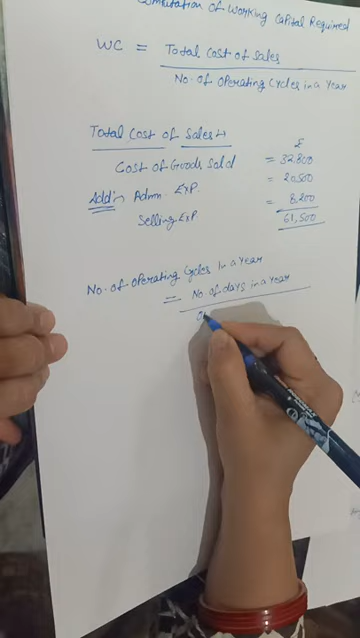 Computation of Working Capital Required
WC = Total Cost of Sales
No. of Operating Cycles in a Year
Total Cost of Sales
₹
Cost of Goods Sold = 32,800
Add: Admn. Exp. = 20,500
Selling Exp = 8,200
61,500
No. of Operating Cycles In a Year
= No. of days in a Year